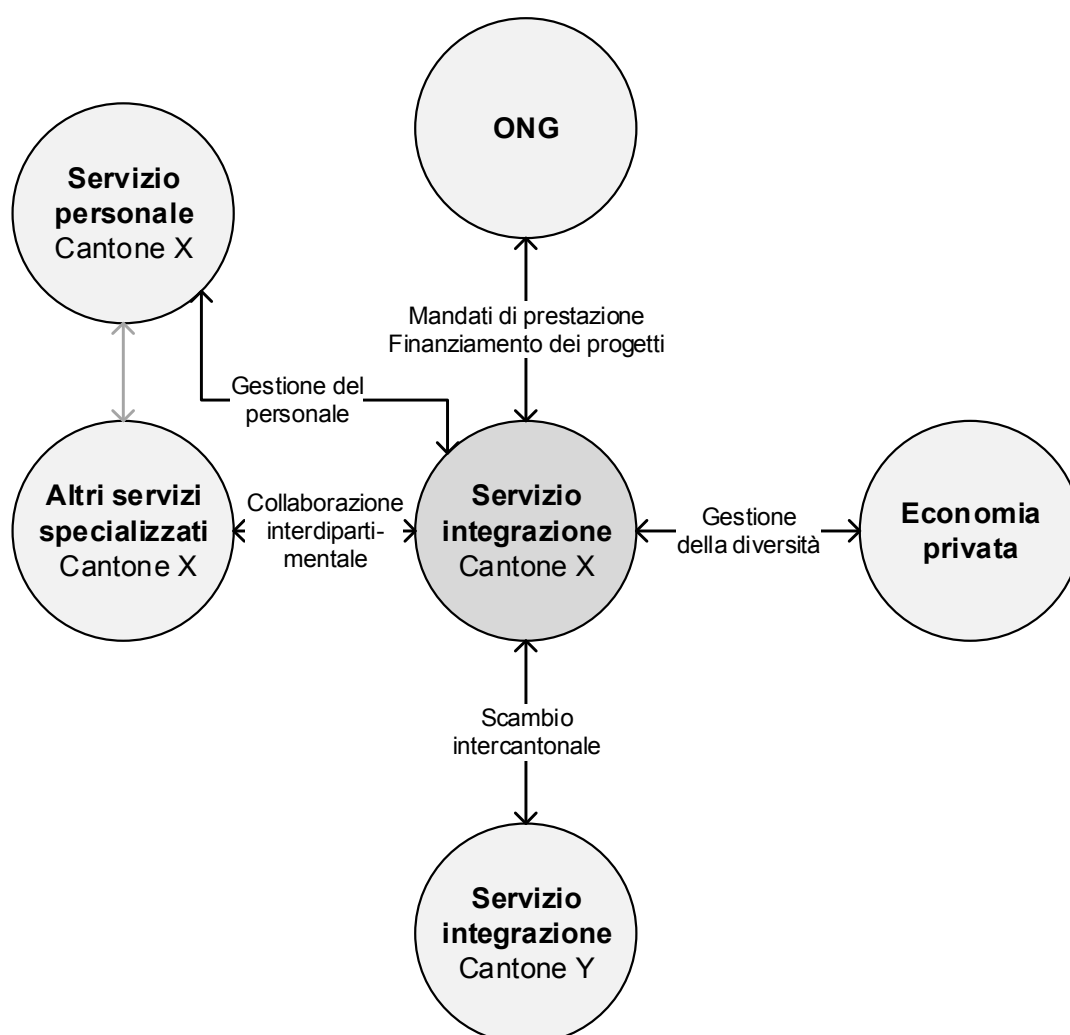 ONG
Servizio
personale
Cantone X
Mandati di prestazione
Finanziamento dei progetti
Gestione del
personale
Altri servizi
specializzati
Cantone X
Collaborazione
interdiparti-
mentale
Servizio
integrazione
Cantone X
Gestione
della diversità
Economia
privata
Scambio
intercantonale
Servizio
integrazione
Cantone Y